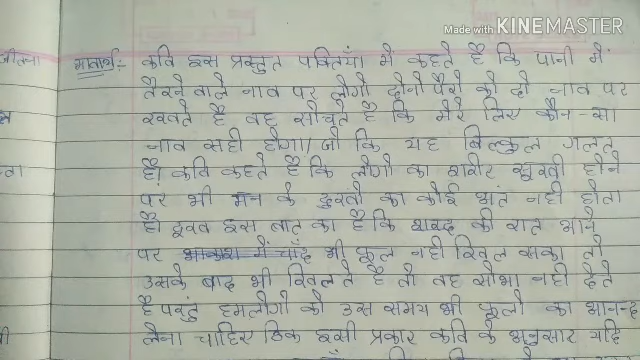 Made with KINEMASTER
भावार्थ:- कवि इस प्रस्तुत पंक्तियाँ में कहते है कि पानी में
तैरने वाले नाव पर लोगो दोनो पैरो को दो नाव पर
रखते है वह सोचते है कि मेरे लिए कौन-सा
नाव सही होगा/जो कि यह बिल्कुल गलत
है। कवि कहते है कि लोगो का शरीर सुखी होने
पर भी मन के दुखो का कोई अंत नही होता
है दुख इस बात का है कि शरद की रात आने
पर भी फूल नही खिल सका तो
उसके बाद भी खिलते है तो वह सोभा नही देते
है परंतु हमलोगो को उस समय भी फूलो का आनन्द
लेना चाहिए ठिक इसी प्रकार कवि के अनुसार यदि